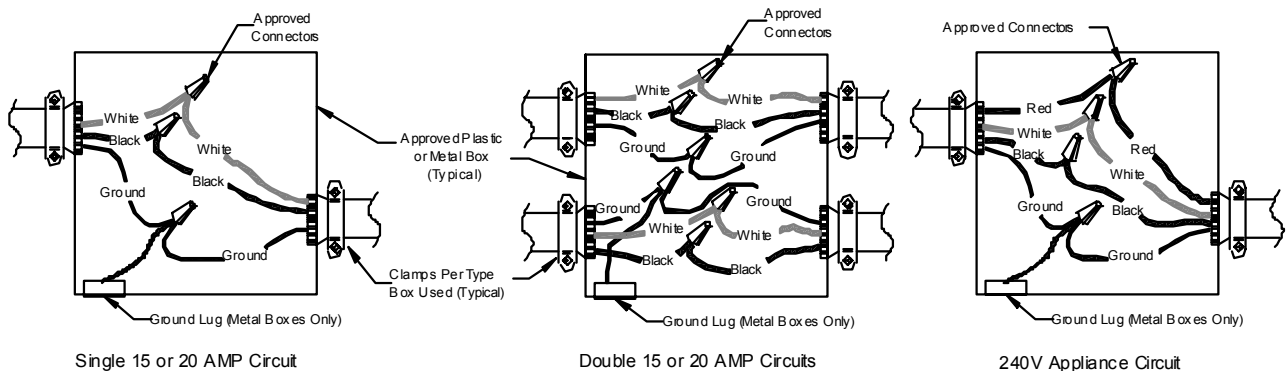 Approved
Connectors
White
Black
White
Ground
Black
Ground
Ground Lug (Metal Boxes Only)
Single 15 or 20 AMP Circuit
Approved Plastic
or Metal Box
(Typical)
Clamps Per Type
Box Used (Typical)
Approved
Connectors
White
White
Black
Black
Ground
Ground
Ground
Ground
White
White
Black
Black
Ground Lug (Metal Boxes Only)
Double 15 or 20 AMP Circuits
Approved Connectors
Red
White
Black
Red
White
Ground
Black
Ground
Ground Lug (Metal Boxes Only)
240V Appliance Circuit